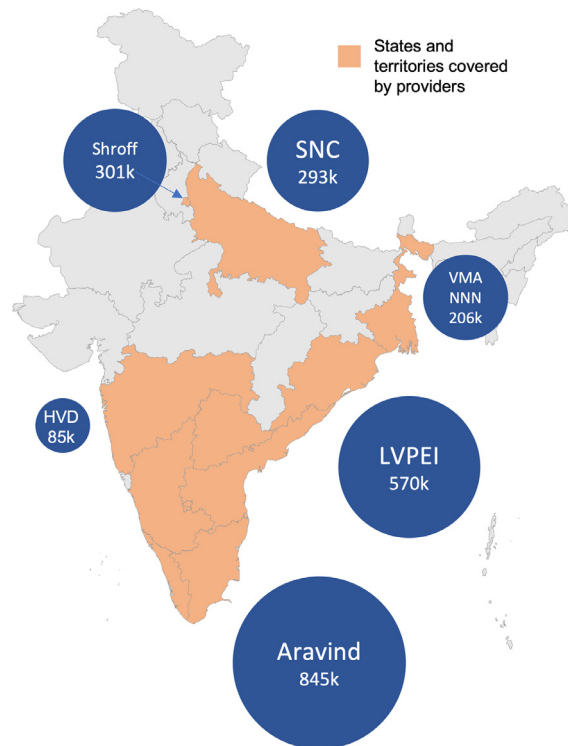 States and
territories covered
by providers
Shroff
301k
SNC
293k
VMA
NNN
206k
HVD
85k
LVPEI
570k
Aravind
845k